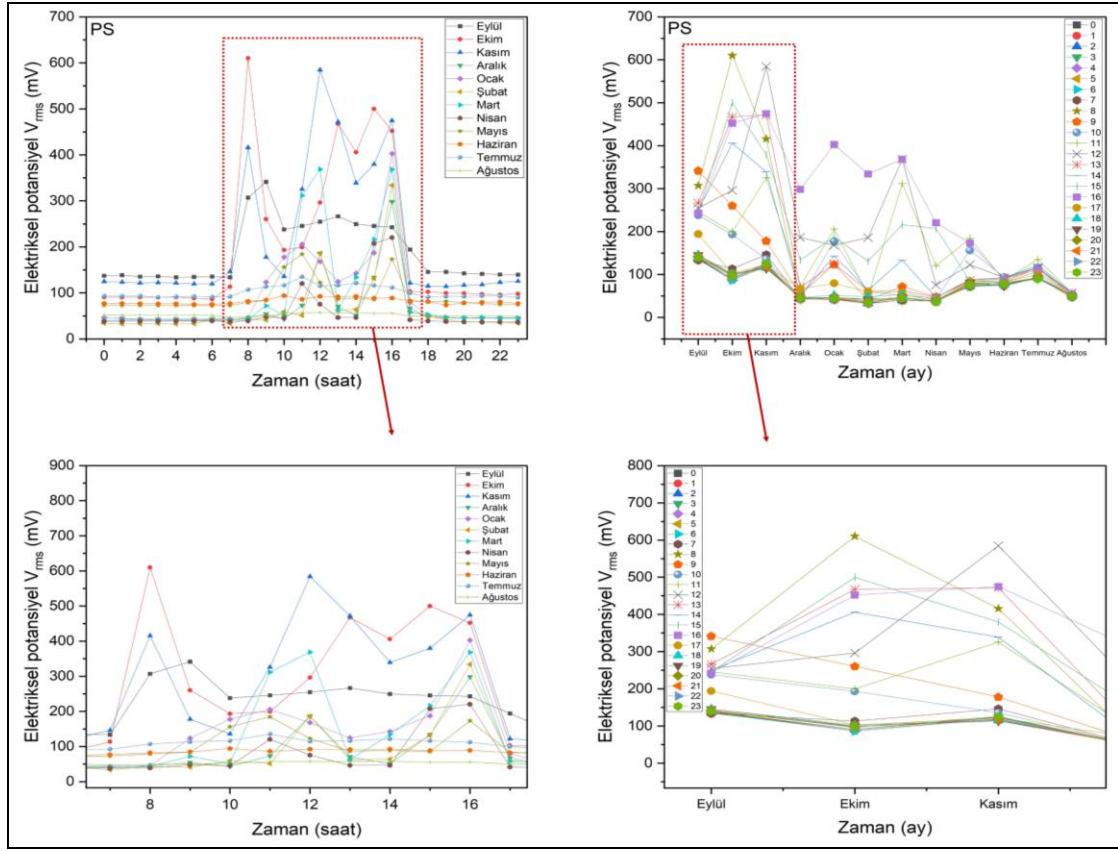 PS
700
600
500
400
300
200
100
0
Elektriksel potansiyel Vrms (mV)
0 2 4 6 8 10 12 14 16 18 20 22
Zaman (saat)
Eylül
Ekim
Kasım
Aralık
Ocak
Şubat
Mart
Nisan
Mayıs
Haziran
Temmuz
Ağustos
PS
700
600
500
400
300
200
100
0
Elektriksel potansiyel Vrms (mV)
Eylül Ekim Kasım Aralık Ocak Şubat Mart Nisan Mayıs Haziran Temmuz Ağustos
Zaman (ay)
0
1
2
3
4
5
6
7
8
9
10
11
12
13
14
15
16
17
18
19
20
21
22
23
900
800
700
600
500
400
300
200
100
0
Elektriksel potansiyel Vrms (mV)
8 10 12 14 16
Zaman (saat)
Eylül
Ekim
Kasım
Aralık
Ocak
Şubat
Mart
Nisan
Mayıs
Haziran
Temmuz
Ağustos
800
700
600
500
400
300
200
100
0
Elektriksel potansiyel Vrms (mV)
Eylül Ekim Kasım
Zaman (ay)
0
1
2
3
4
5
6
7
8
9
10
11
12
13
14
15
16
17
18
19
20
21
22
23